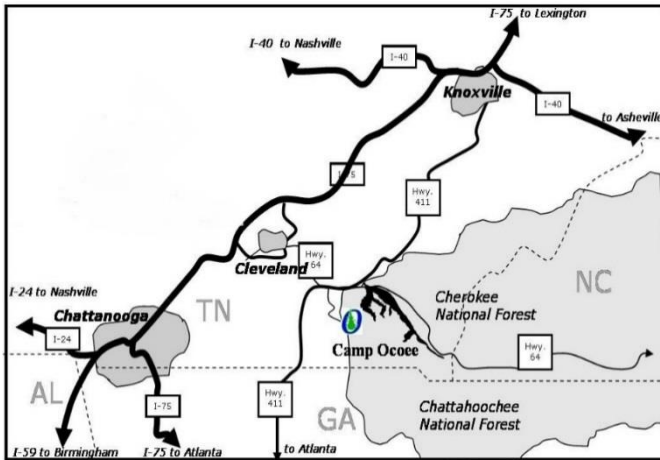 I-75 to Lexington
I-40 to Nashville
I-40
Knoxville
I-40
to Asheville
I-75
Hwy.
411
Cleveland
Hwy.
64
NC
I-24 to Nashville
Chattanooga
TN
Cherokee
National Forest
I-24
O
Camp Ocoee
Hwy.
64
AL
I-75
Hwy.
411
GA
Chattahoochee
National Forest
I-59 to Birmingham
I-75 to Atlanta
to Atlanta